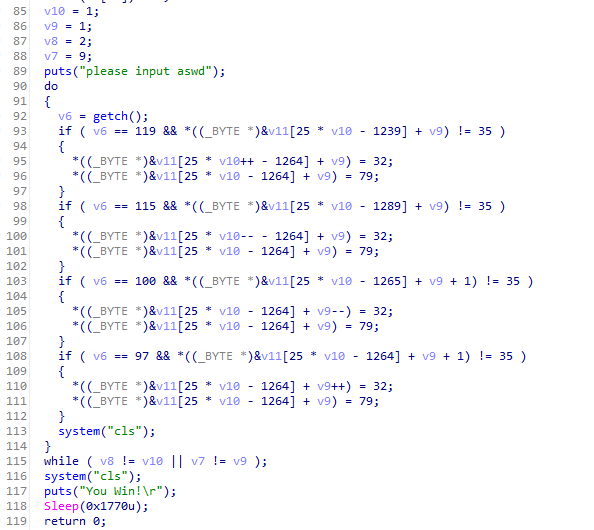 85 v10 = 1;
86 v9 = 1;
87 v8 = 2;
88 v7 = 9;
89 puts("please input aswd");
90 do
91 {
92 v6 = getch();
93 if ( v6 == 119 && *((_BYTE *)&v11[25 * v10 - 1239] + v9) != 35 )
94 {
95 *((_BYTE *)&v11[25 * v10++ - 1264] + v9) = 32;
96 *((_BYTE *)&v11[25 * v10 - 1264] + v9) = 79;
97 }
98 if ( v6 == 115 && *((_BYTE *)&v11[25 * v10 - 1289] + v9) != 35 )
99 {
100 *((_BYTE *)&v11[25 * v10-- - 1264] + v9) = 32;
101 *((_BYTE *)&v11[25 * v10 - 1264] + v9) = 79;
102 }
103 if ( v6 == 100 && *((_BYTE *)&v11[25 * v10 - 1265] + v9 + 1) != 35 )
104 {
105 *((_BYTE *)&v11[25 * v10 - 1264] + v9--) = 32;
106 *((_BYTE *)&v11[25 * v10 - 1264] + v9) = 79;
107 }
108 if ( v6 == 97 && *((_BYTE *)&v11[25 * v10 - 1264] + v9 + 1) != 35 )
109 {
110 *((_BYTE *)&v11[25 * v10 - 1264] + v9++) = 32;
111 *((_BYTE *)&v11[25 * v10 - 1264] + v9) = 79;
112 }
113 system("cls");
114 }
115 while ( v8 != v10 || v7 != v9 );
116 system("cls");
117 puts("You Win!\r");
118 Sleep(0x1770u);
119 return 0;